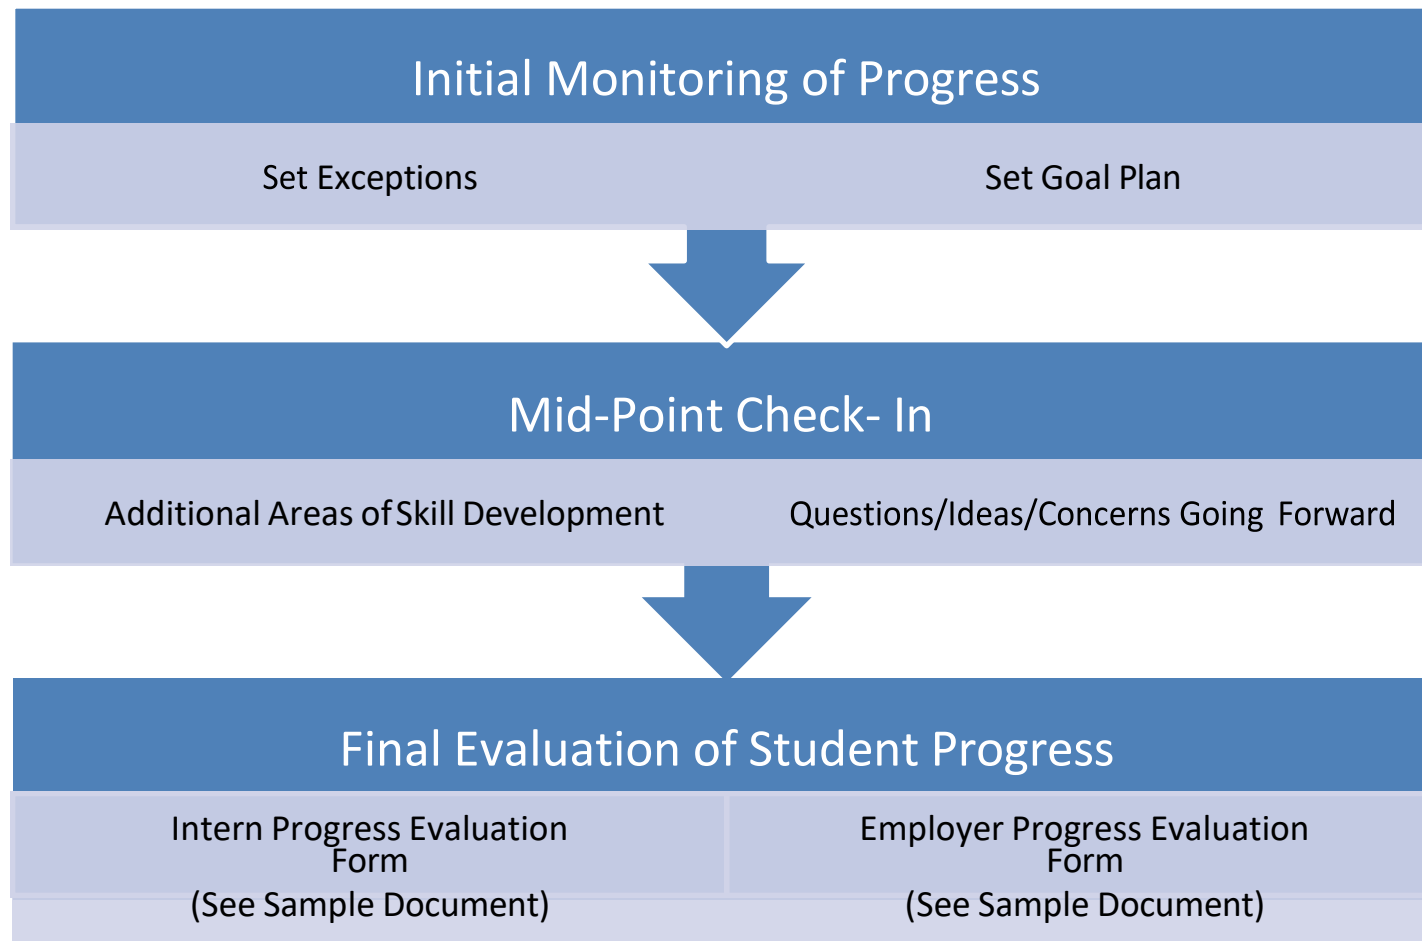 Initial Monitoring of Progress
Set Exceptions
Set Goal Plan
Mid-Point Check- In
Additional Areas of Skill Development
Questions/Ideas/Concerns Going Forward
Final Evaluation of Student Progress
Intern Progress Evaluation
Form
(See Sample Document)
Employer Progress Evaluation
Form
(See Sample Document)